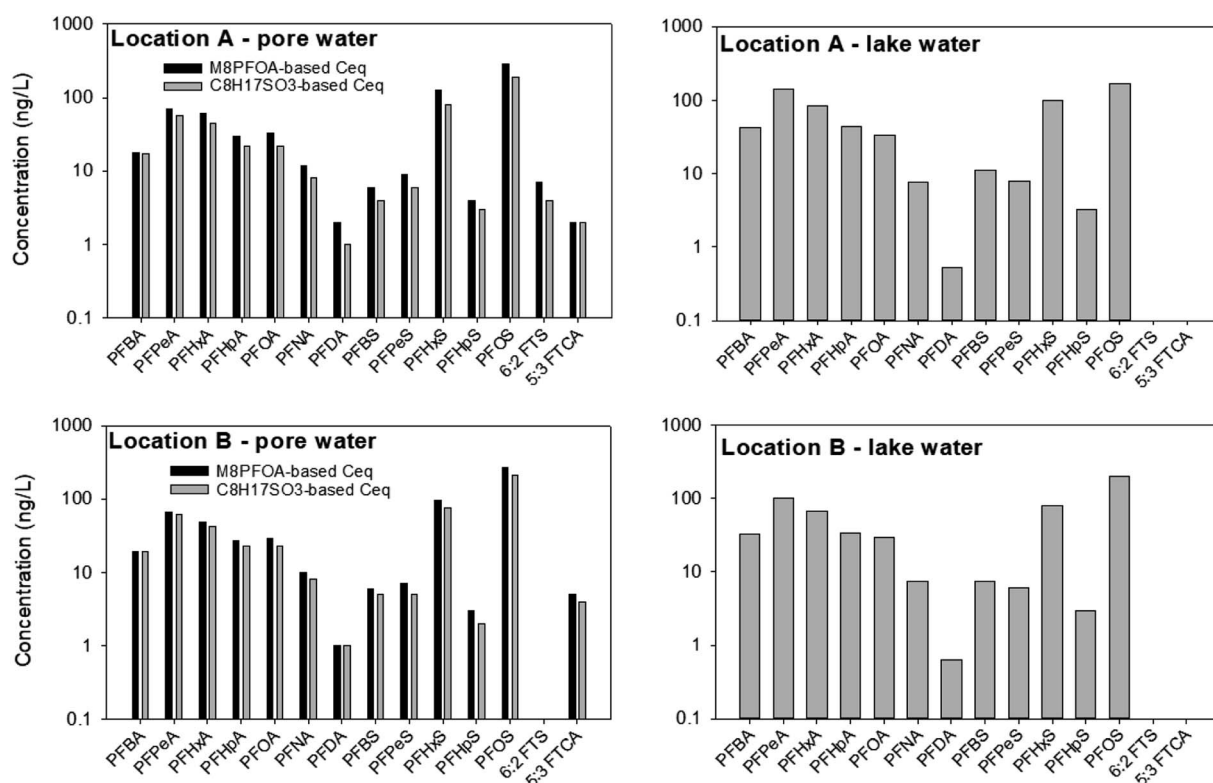 Location A - pore water
M8PFOA-based Ceq
C8H17SO3-based Ceq
Concentration (ng/L)
1000
100
10
1
0.1
PFBA PFPeA PFHxA PFHpA PFOA PFNA PFDA PFBS PFPeS PFHxS PFHpS PFOS 6:2 FTS 5:3 FTCA
Location A - lake water
1000
100
10
1
0.1
PFBA PFPeA PFHxA PFHpA PFOA PFNA PFDA PFBS PFPeS PFHxS PFHpS PFOS 6:2 FTS 5:3 FTCA
Location B - pore water
M8PFOA-based Ceq
C8H17SO3-based Ceq
Concentration (ng/L)
1000
100
10
1
0.1
PFBA PFPeA PFHxA PFHpA PFOA PFNA PFDA PFBS PFPeS PFHxS PFHpS PFOS 6:2 FTS 5:3 FTCA
Location B - lake water
1000
100
10
1
0.1
PFBA PFPeA PFHxA PFHpA PFOA PFNA PFDA PFBS PFPeS PFHxS PFHpS PFOS 6:2 FTS 5:3 FTCA